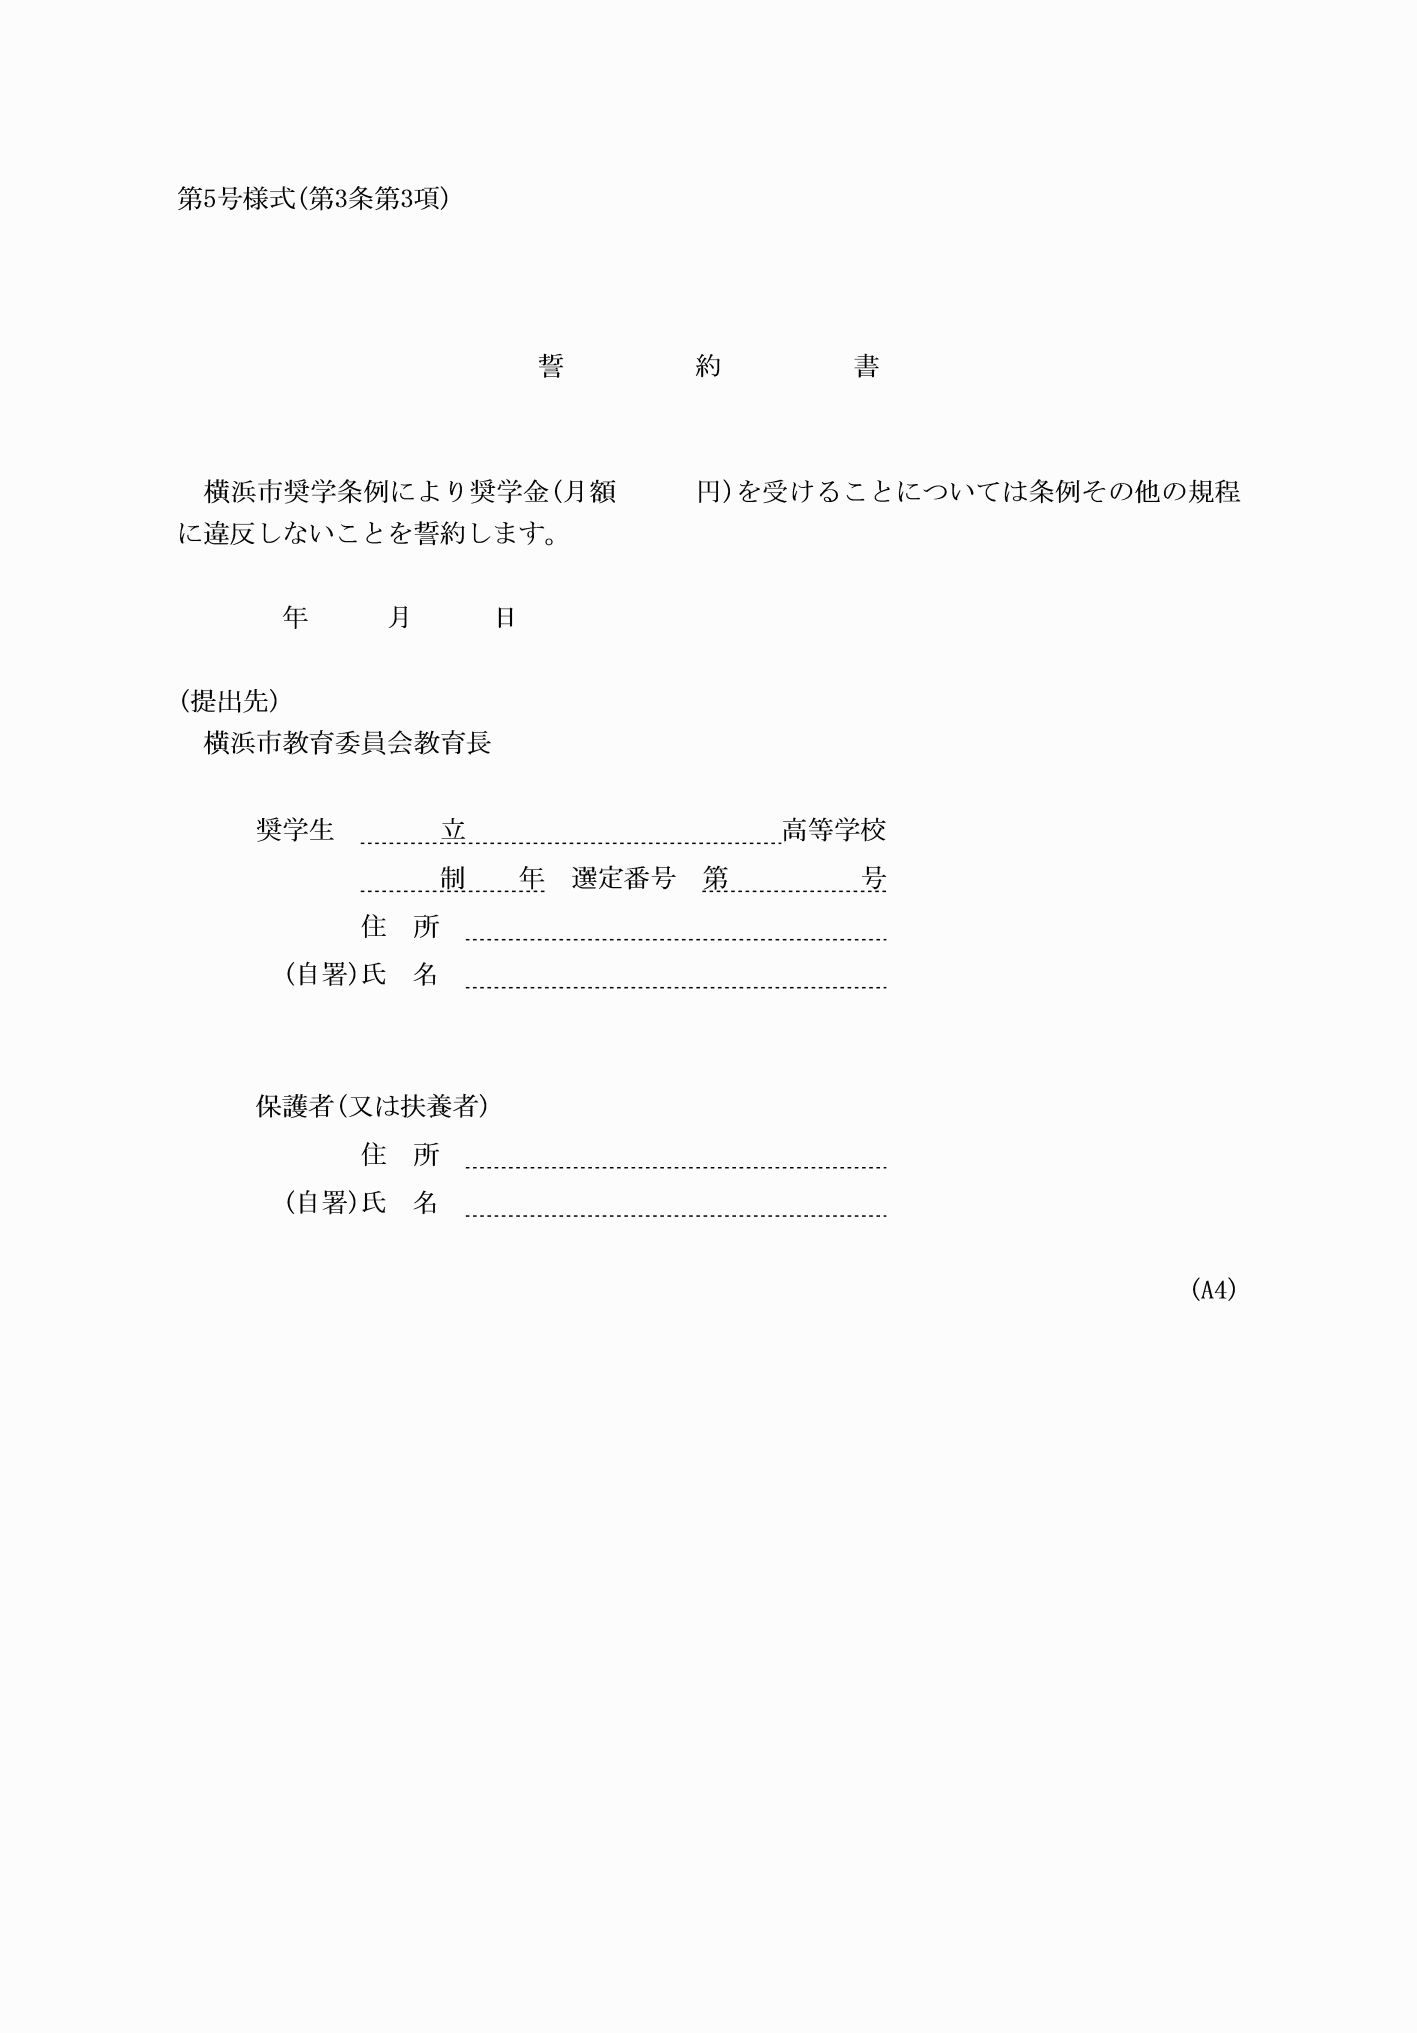 第5号様式(第3条第3項)
誓　　　　　約　　　　　書
　横浜市奨学条例により奨学金(月額　　　円)を受けることについては条例その他の規程
に違反しないことを誓約します。
　　　　年　　　月　　　日
(提出先)
　横浜市教育委員会教育長
奨学生　　　　立　　　　　　　　　　　　高等学校
制　　年　選定番号　第　　　　　号
住　所
(自署)氏　名
保護者(又は扶養者)
住　所
(自署)氏　名
(A4)